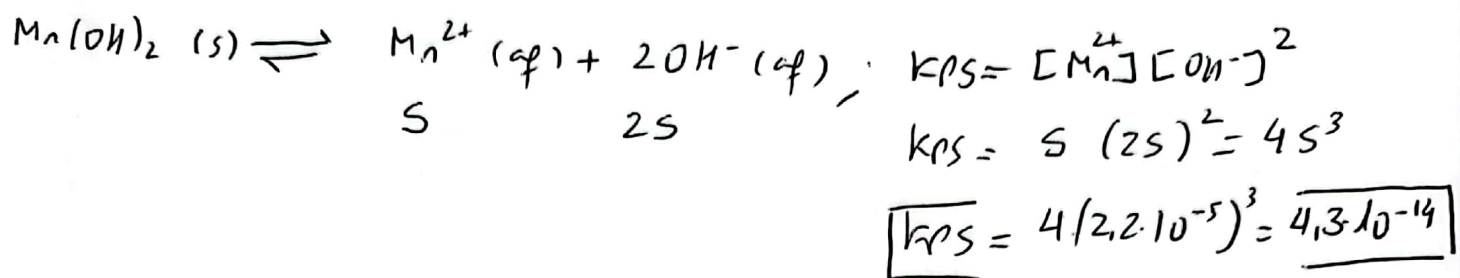 Mn(OH)₂ (s) ⇌ Mn²⁺ (aq) + 2OH⁻ (aq) ; KPS = [Mn²⁺][OH⁻]²
S 2S
KPS = S (2S)² = 4S³
KPS = 4(2,2·10⁻⁵)³ = 4,3·10⁻¹⁴